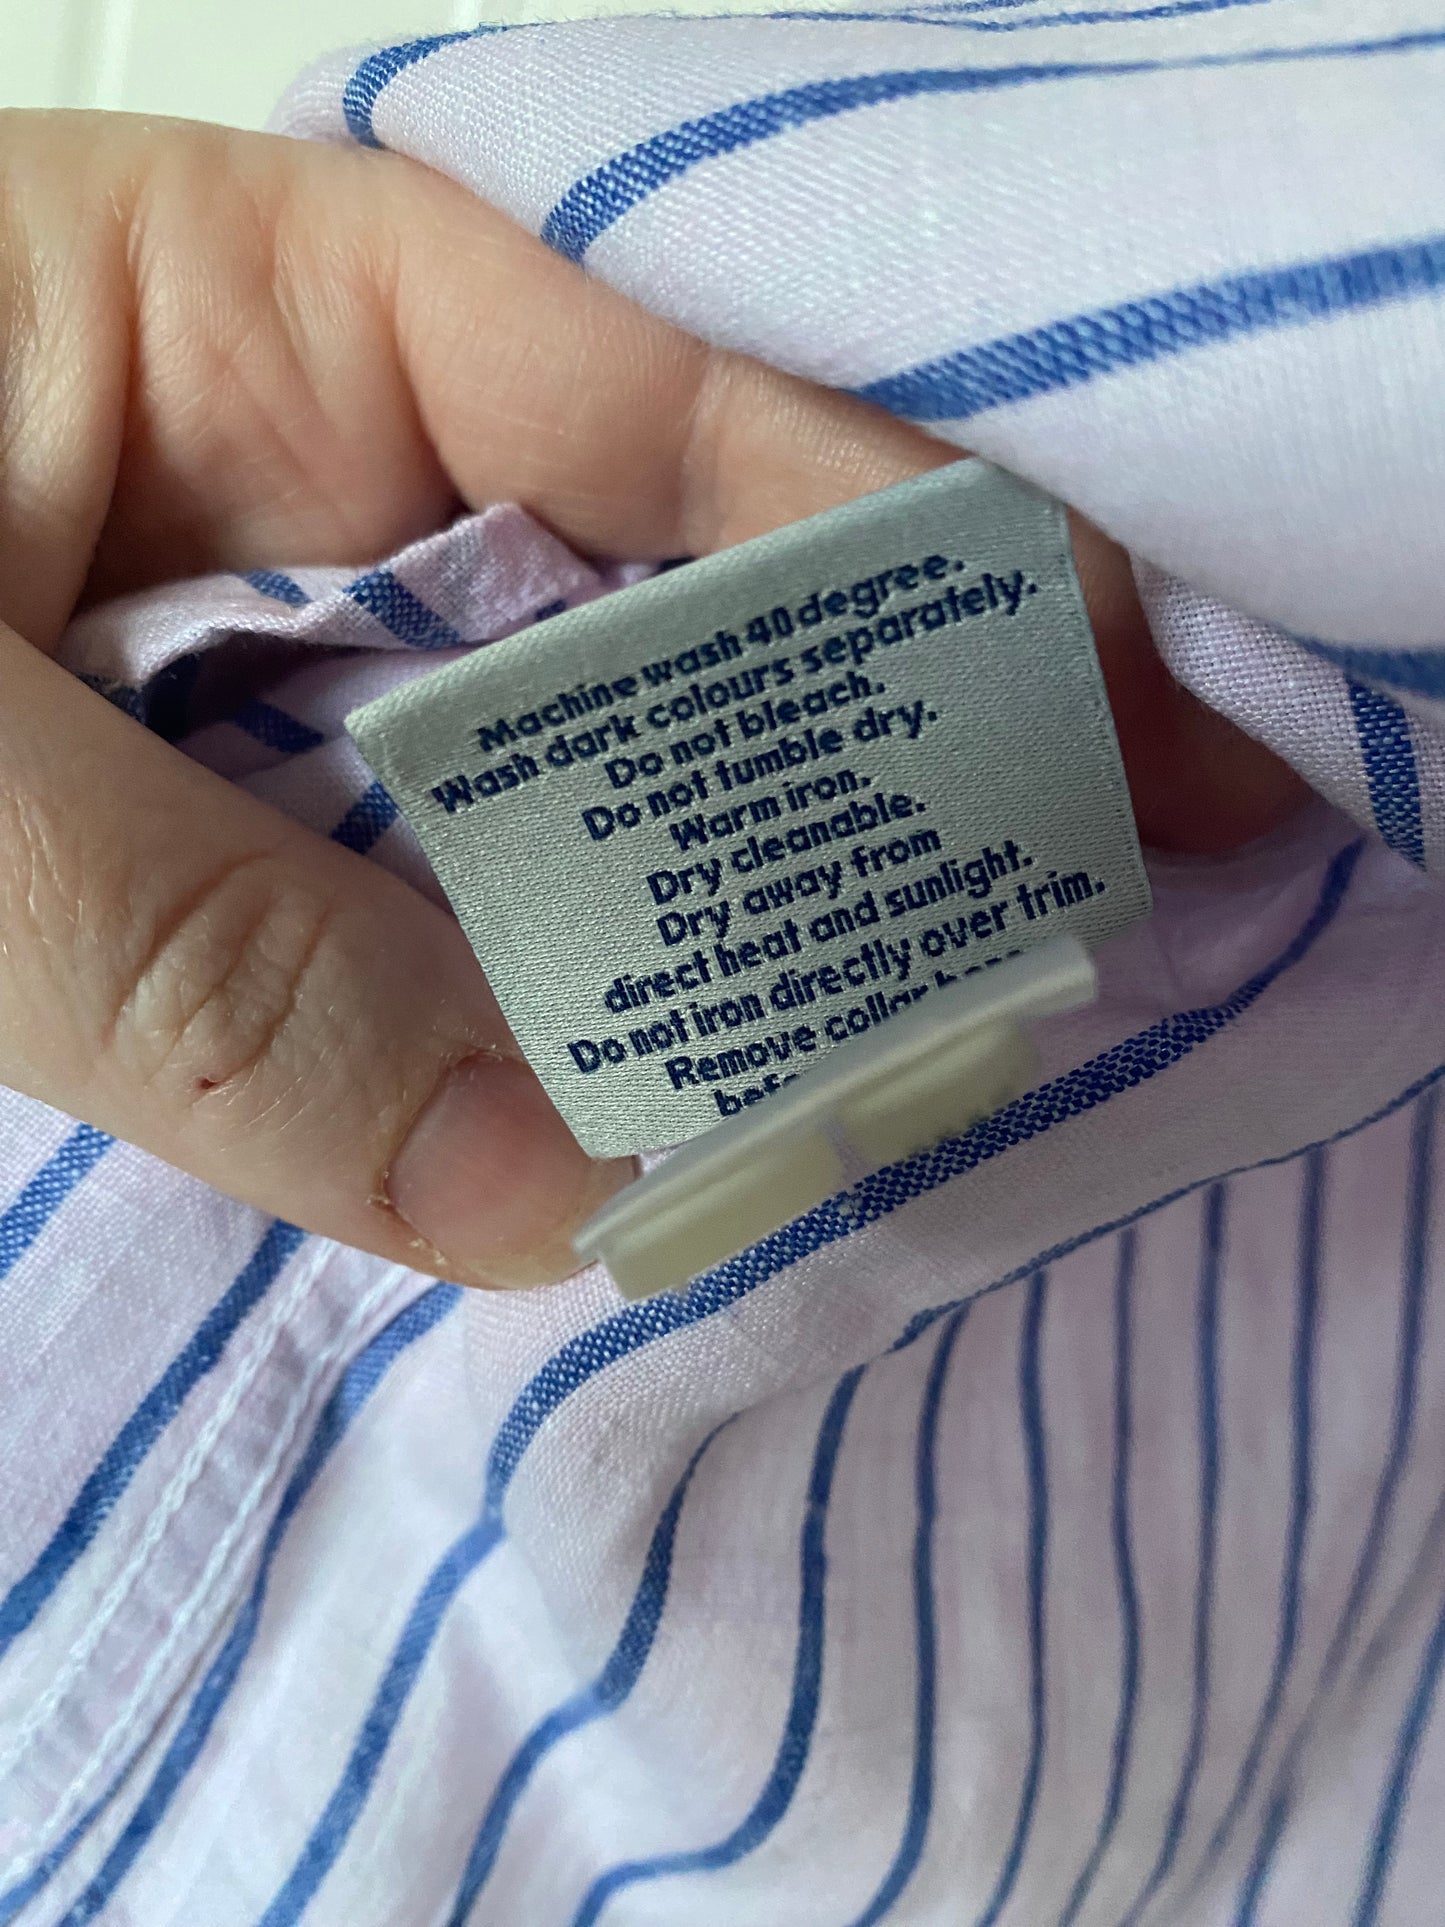 Machine wash 40 degree.
Wash dark colours separately.
Do not bleach.
Do not tumble dry.
Warm iron.
Dry cleanable.
Dry away from
direct heat and sunlight.
Do not iron directly over trim.
Remove collar